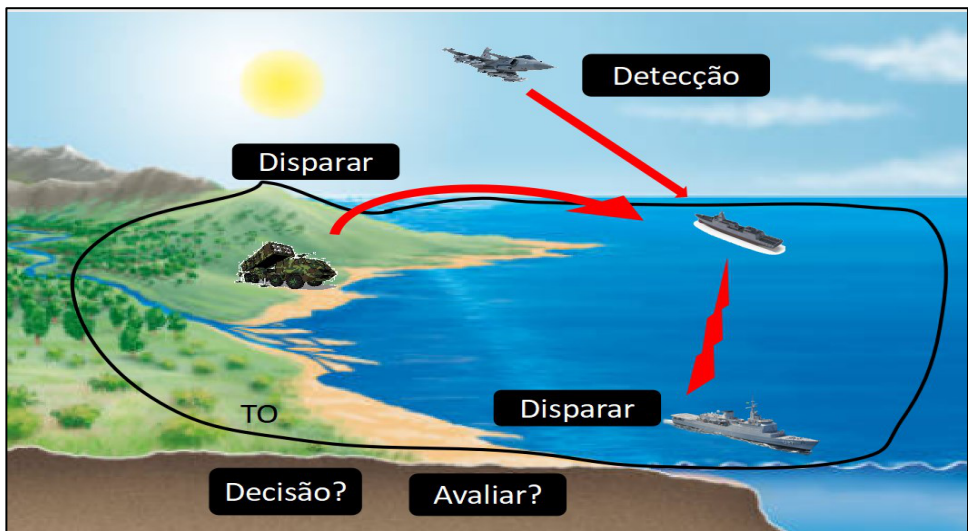 Detecção
Disparar
TO
Disparar
Decisão?
Avaliar?